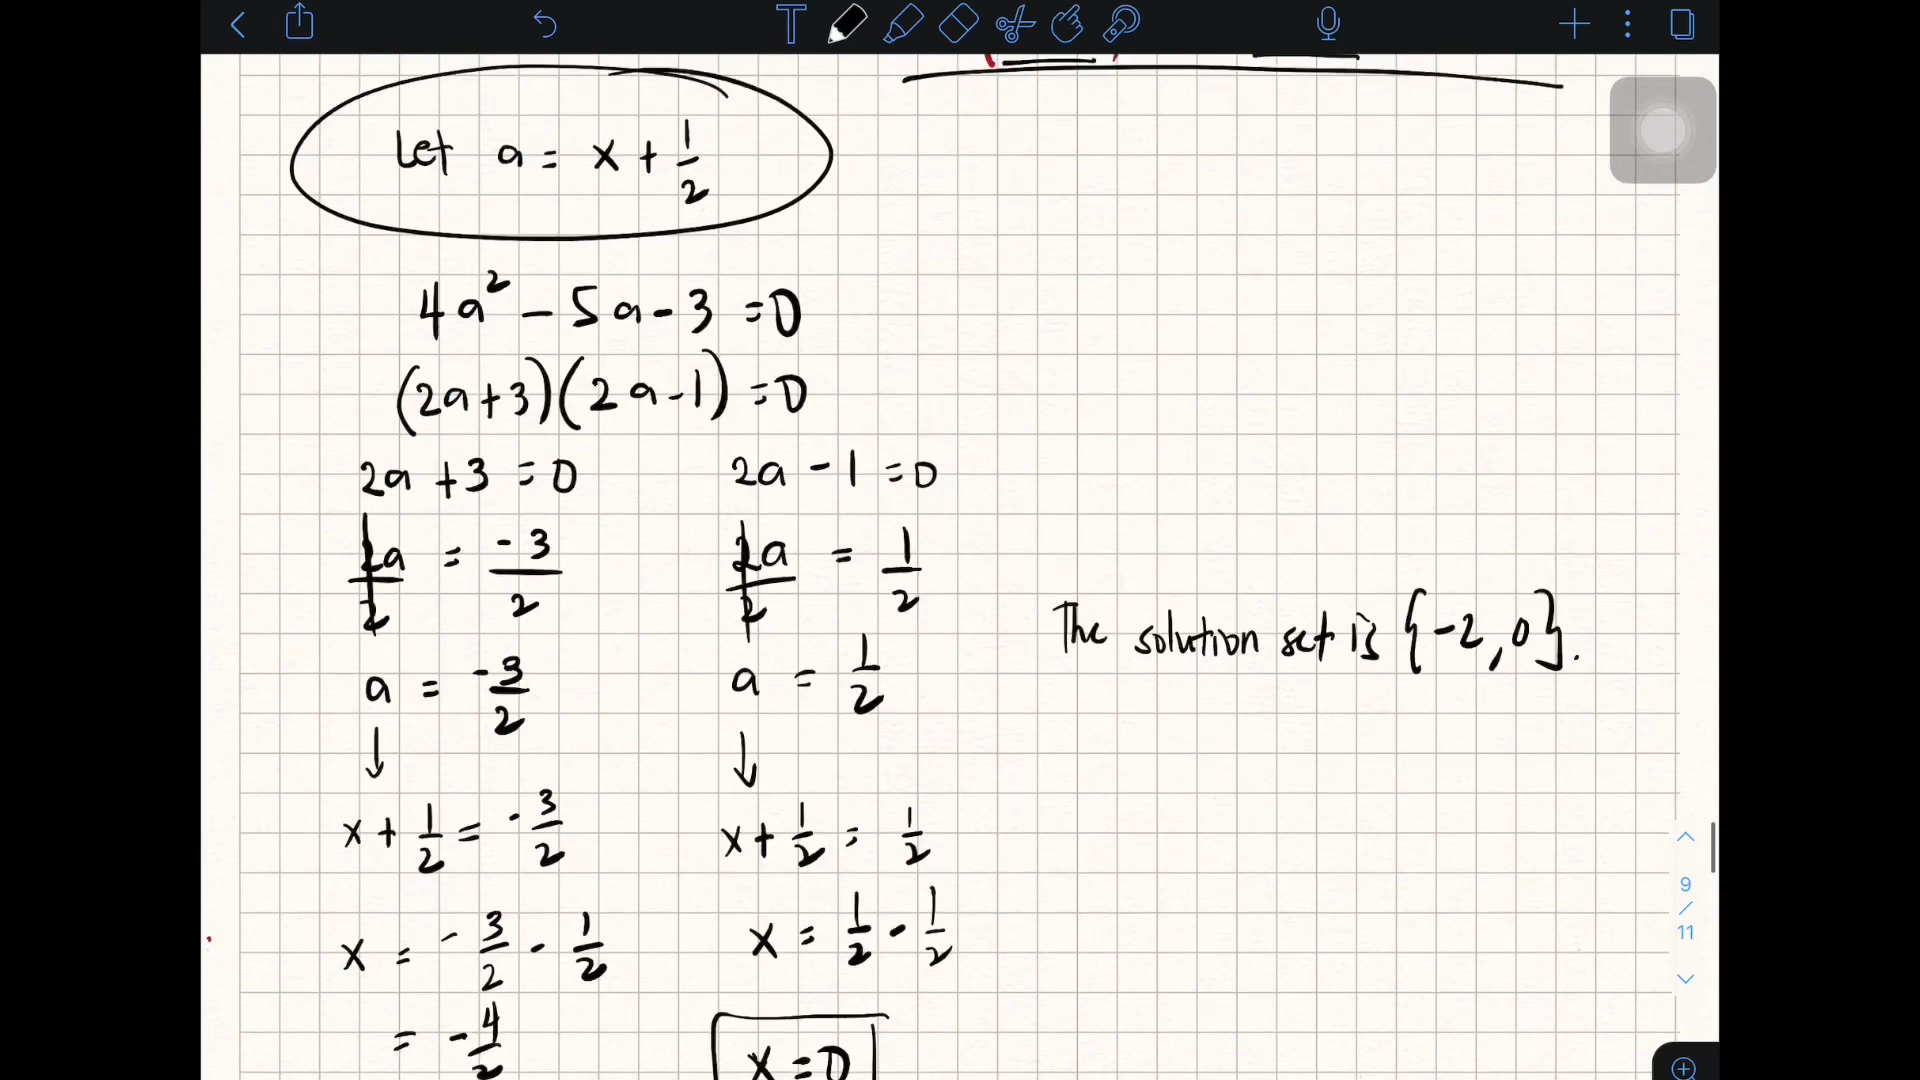 Let a = x + 1/2
4a² - 5a - 3 = 0
(2a+3)(2a-1) = 0
2a + 3 = 0
2a/2 = -3/2
a = -3/2
↓
x + 1/2 = -3/2
x = -3/2 - 1/2
= -4/2
2a - 1 = 0
2a/2 = 1/2
a = 1/2
↓
x + 1/2 = 1/2
x = 1/2 - 1/2
x = 0
The solution set is {-2, 0}.
9
/
11